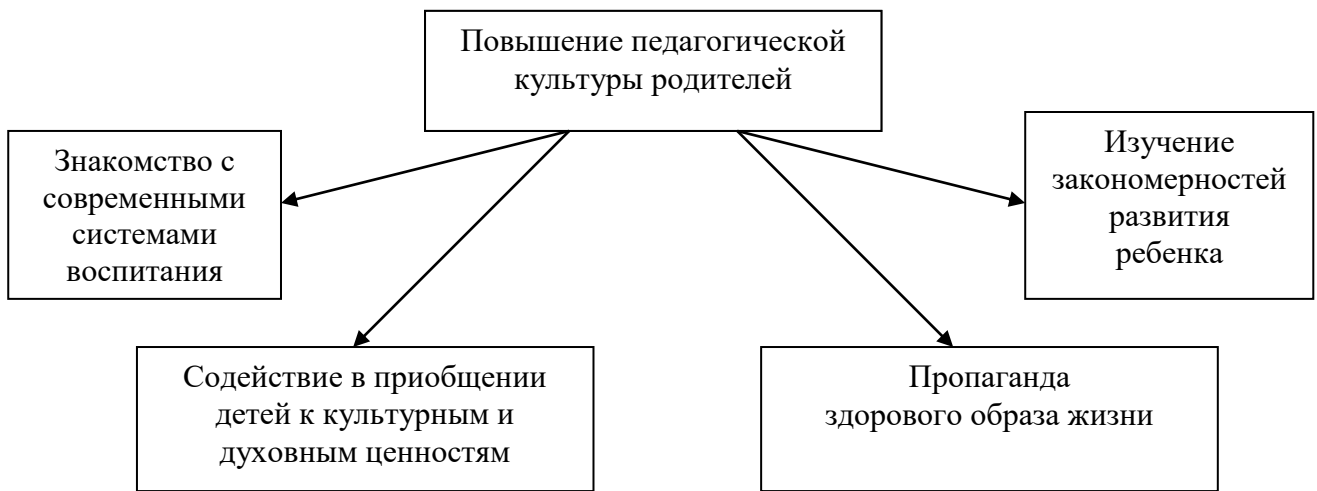 Повышение педагогической
культуры родителей
Знакомство с
современными
системами
воспитания
Изучение
закономерностей
развития
ребенка
Содействие в приобщении
детей к культурным и
духовным ценностям
Пропаганда
здорового образа жизни